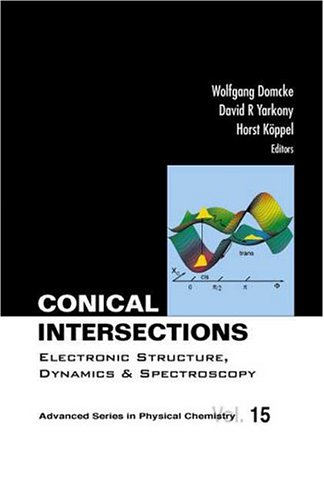 Wolfgang Domcke
David R Yarkony
Horst Köppel
Editors
cis
trans
0
π/2
π
Φ
CONICAL
INTERSECTIONS
ELECTRONIC STRUCTURE,
DYNAMICS & SPECTROSCOPY
Advanced Series in Physical Chemistry Vol. 15